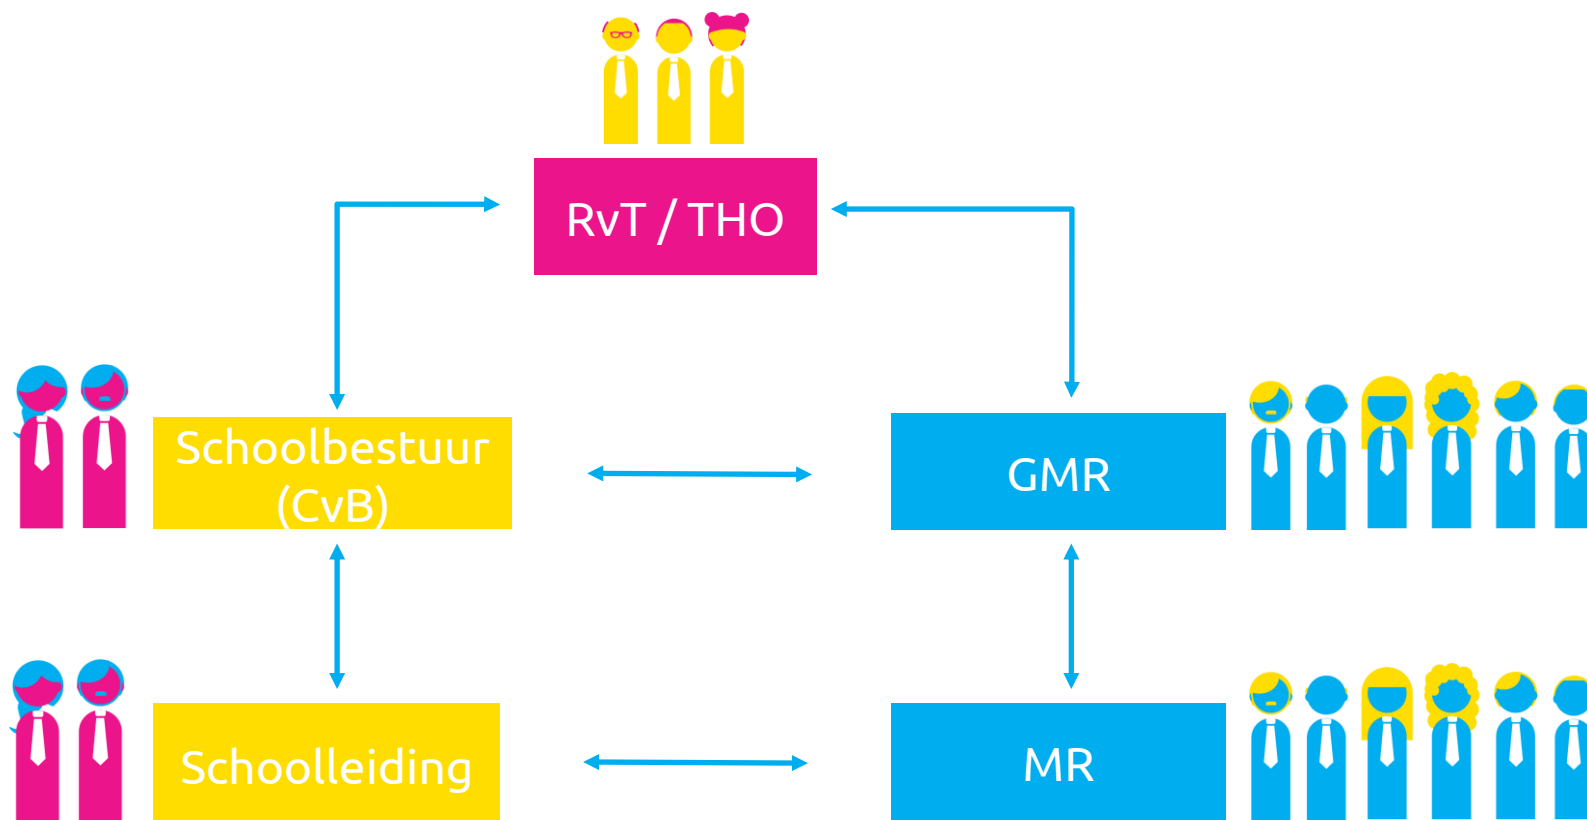 RvT / THO
Schoolbestuur
(CvB)
GMR
Schoolleiding
MR